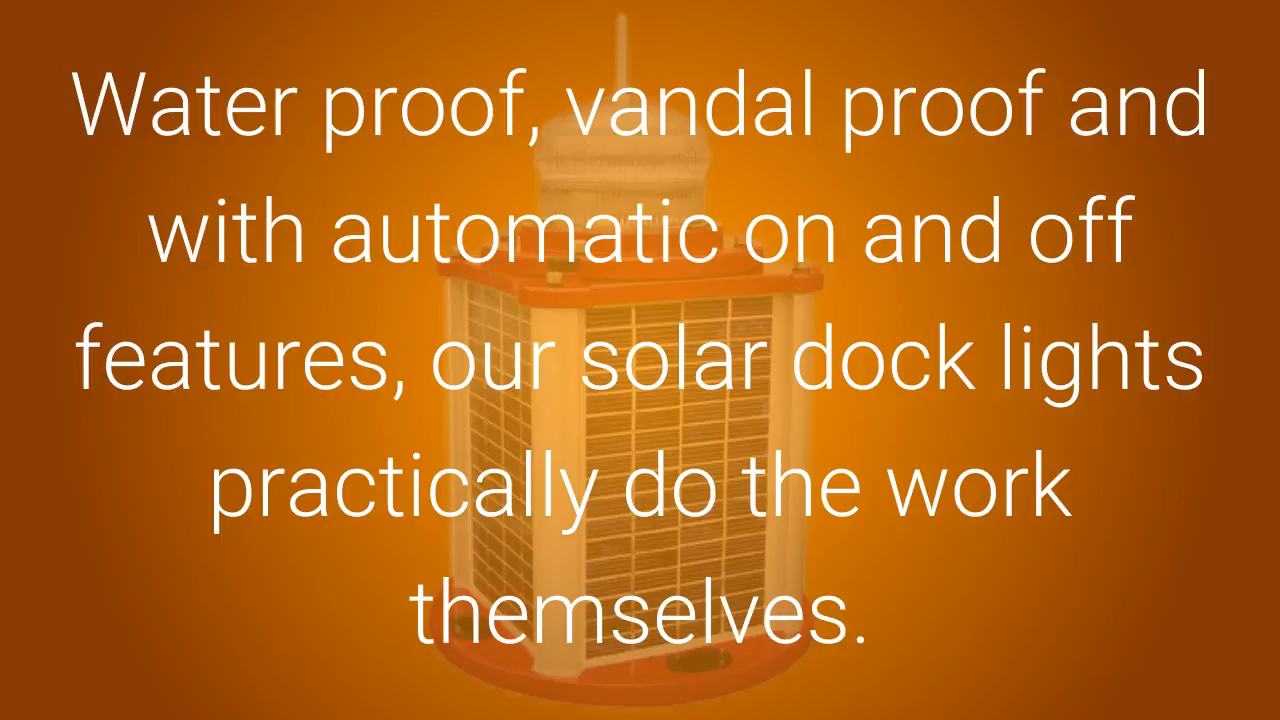 Water proof, vandal proof and
with automatic on and off
features, our solar dock lights
practically do the work
themselves.